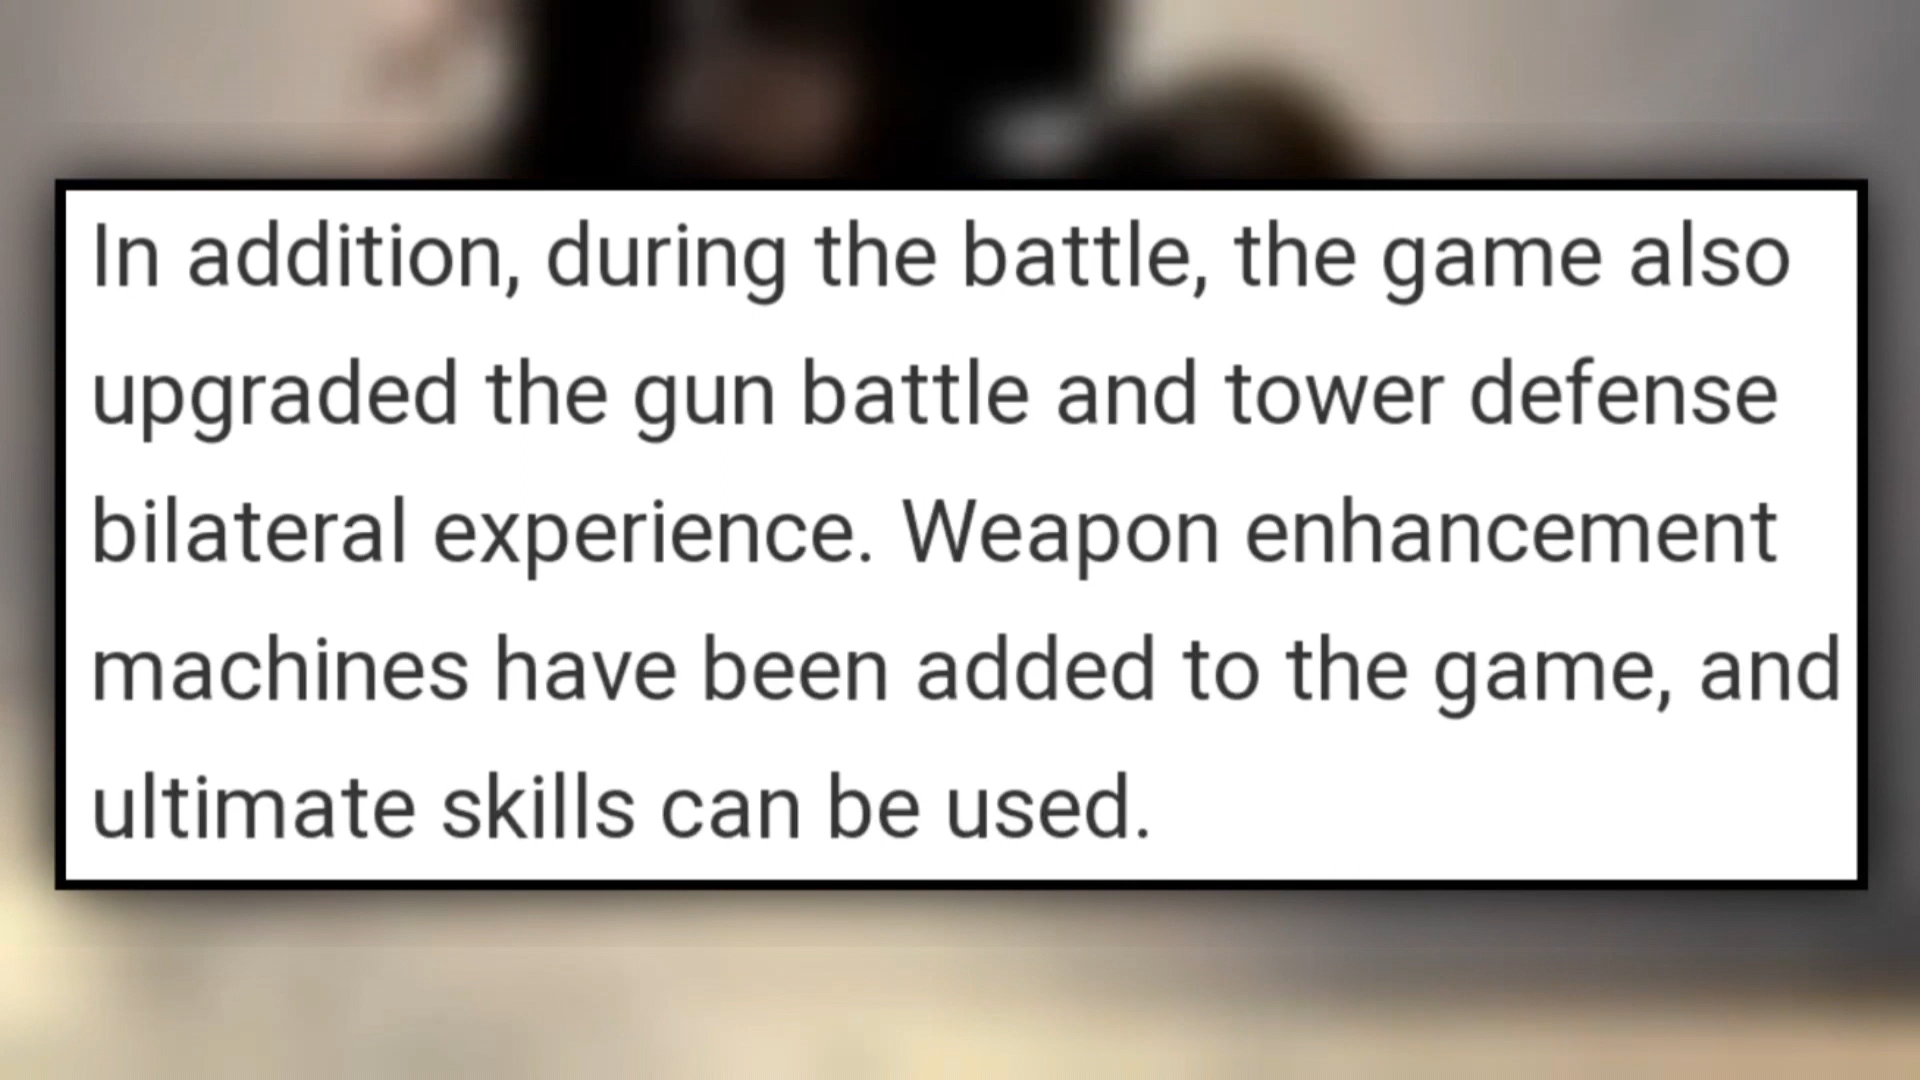 In addition, during the battle, the game also
upgraded the gun battle and tower defense
bilateral experience. Weapon enhancement
machines have been added to the game, and
ultimate skills can be used.